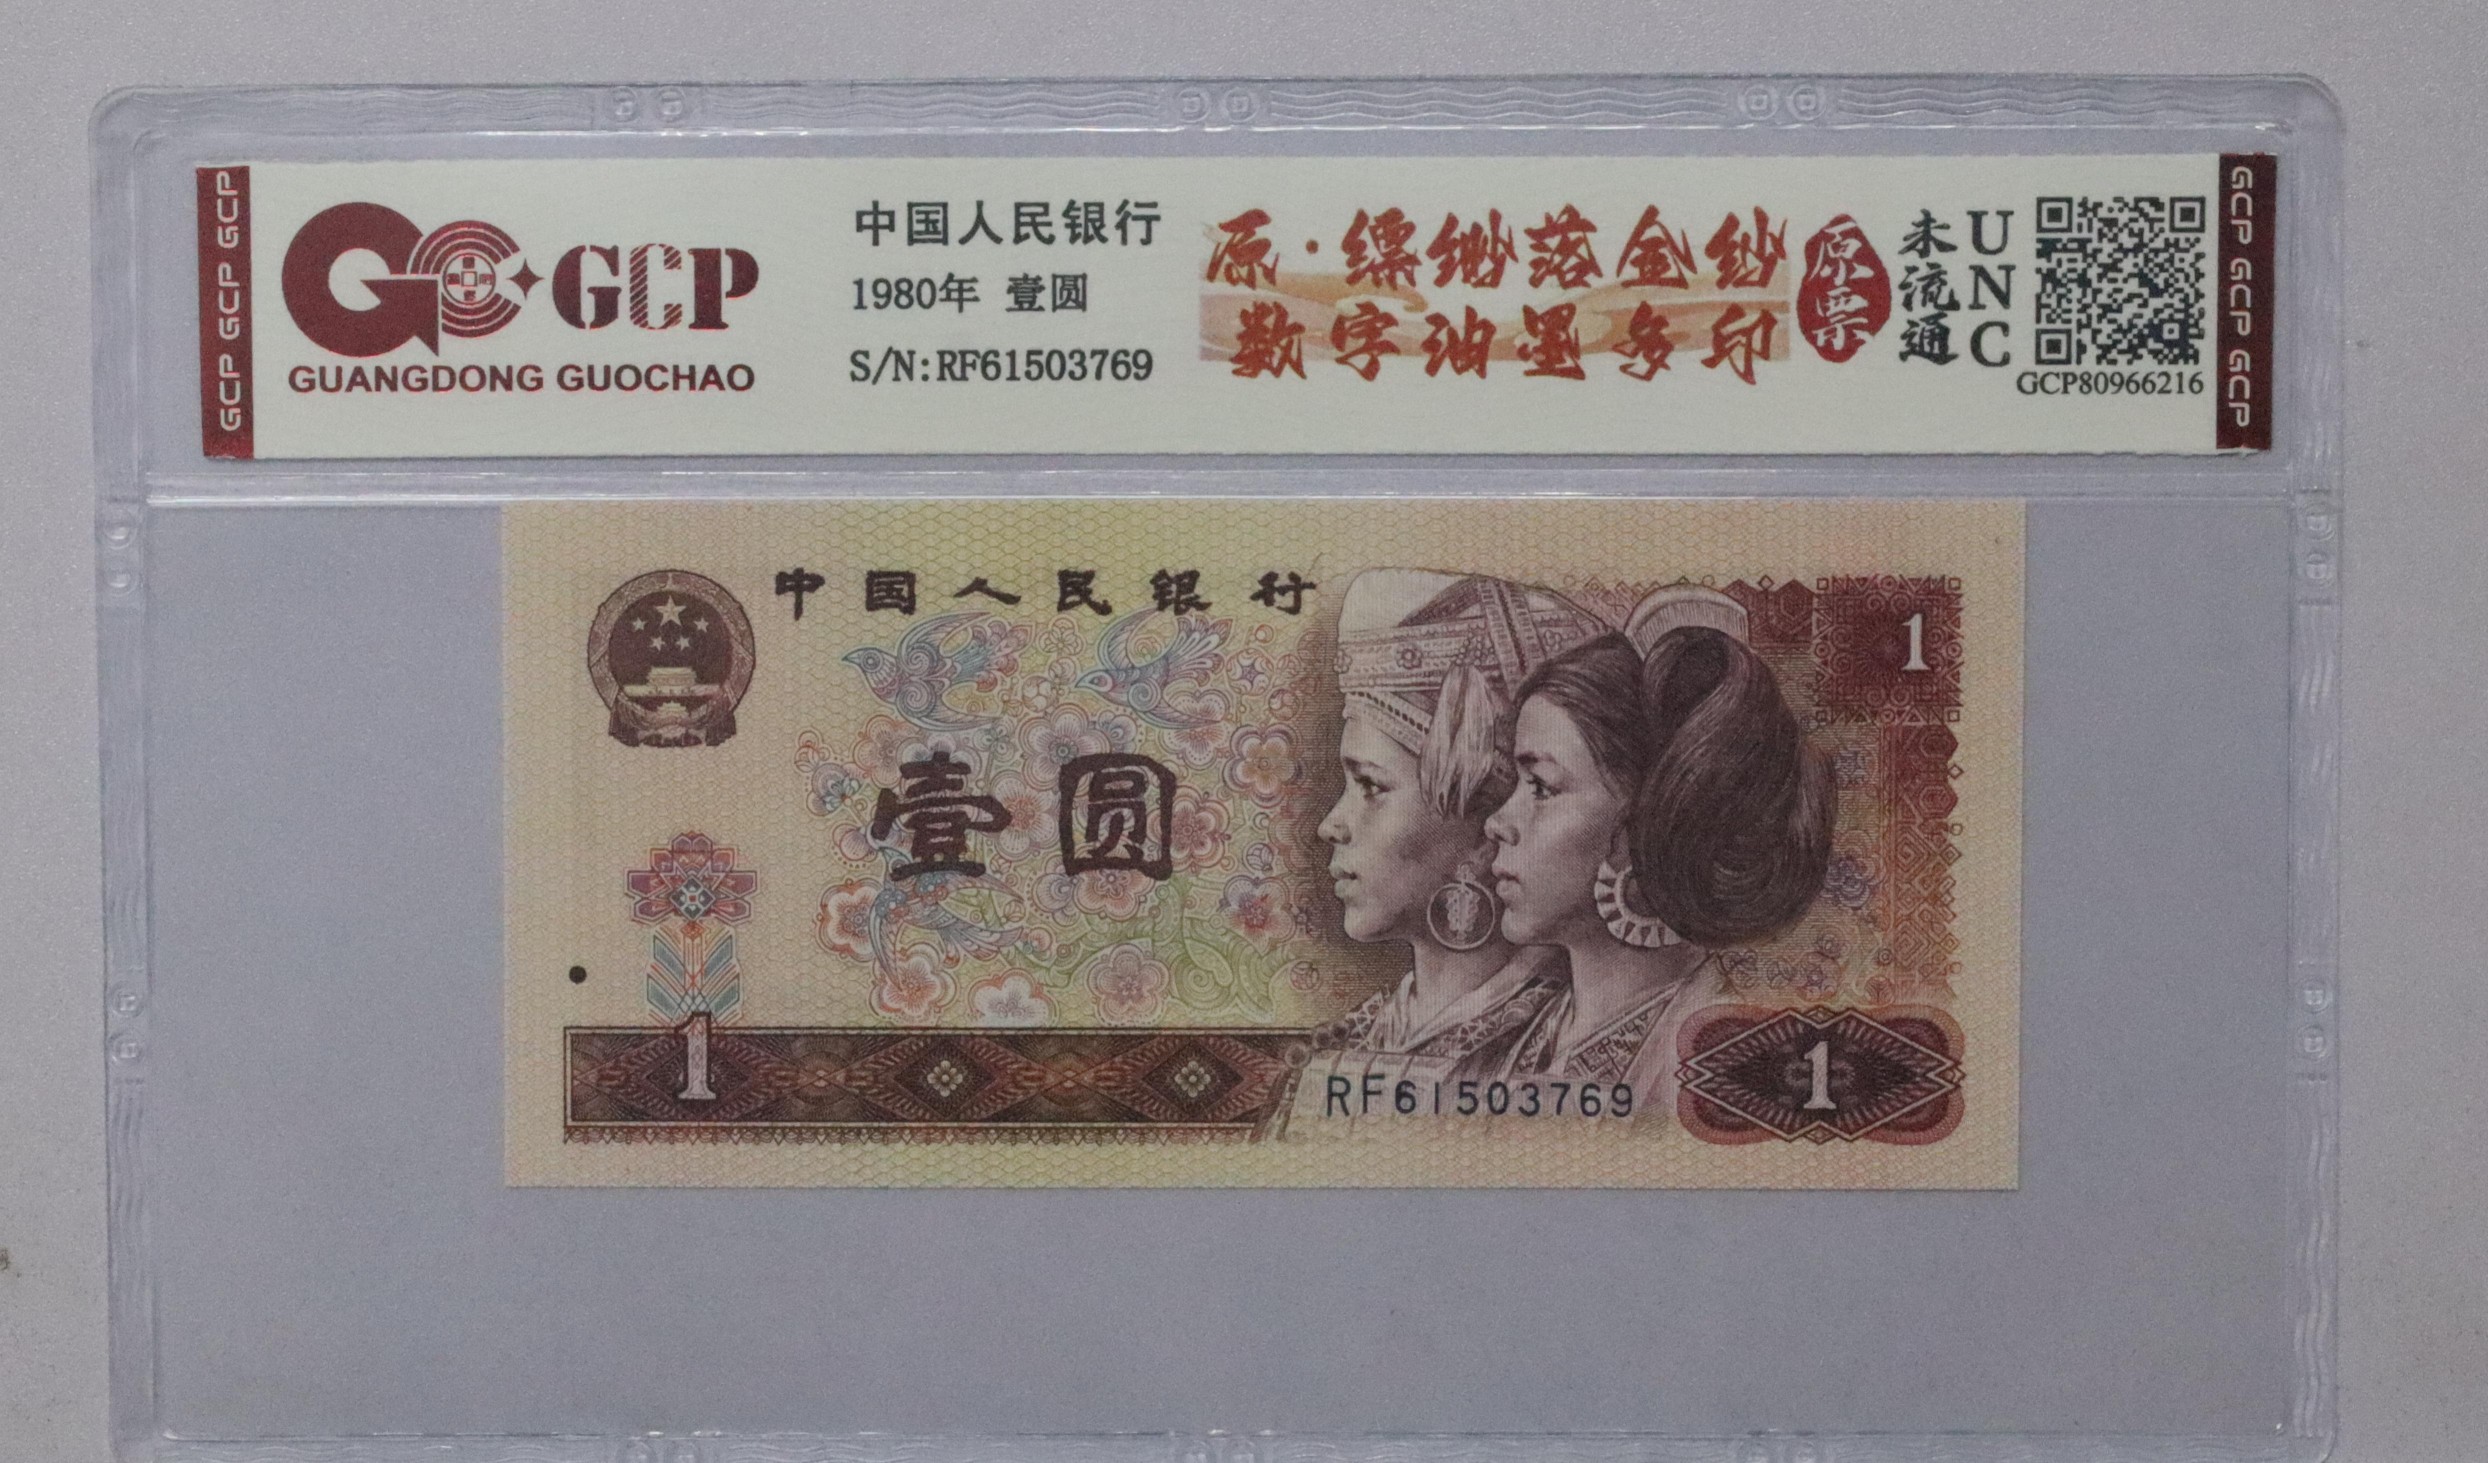 GCP GCP GCP
GCP
GUANGDONG GUOCHAO
中国人民银行
1980年 壹圆
S/N:RF61503769
原·缥缈落金纱
数字油墨多印
原票
未流通
UNC
GCP80966216
GCP GCP GCP
中国人民银行
1
壹圆
1
RF61503769
1